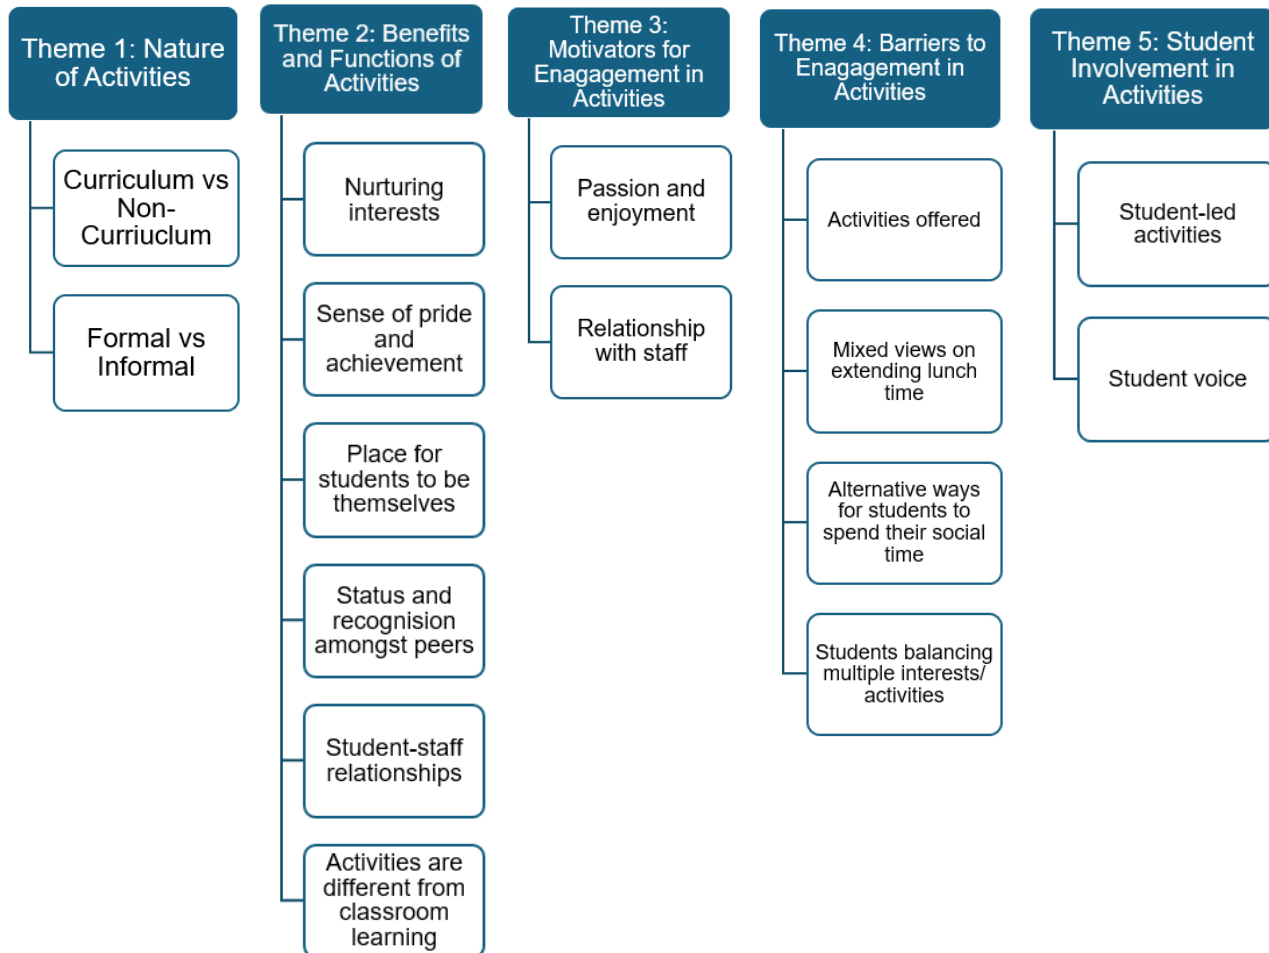 Theme 1: Nature
of Activities
Curriculum vs
Non-
Curriuclum
Formal vs
Informal
Theme 2: Benefits
and Functions of
Activities
Nurturing
interests
Sense of pride
and
achievement
Place for
students to be
themselves
Status and
recognision
amongst peers
Student-staff
relationships
Activities are
different from
classroom
learning
Theme 3:
Motivators for
Enagagement in
Activities
Passion and
enjoyment
Relationship
with staff
Theme 4: Barriers to
Enagagement in
Activities
Activities offered
Mixed views on
extending lunch
time
Alternative ways
for students to
spend their social
time
Students balancing
multiple interests/
activities
Theme 5: Student
Involvement in
Activities
Student-led
activities
Student voice